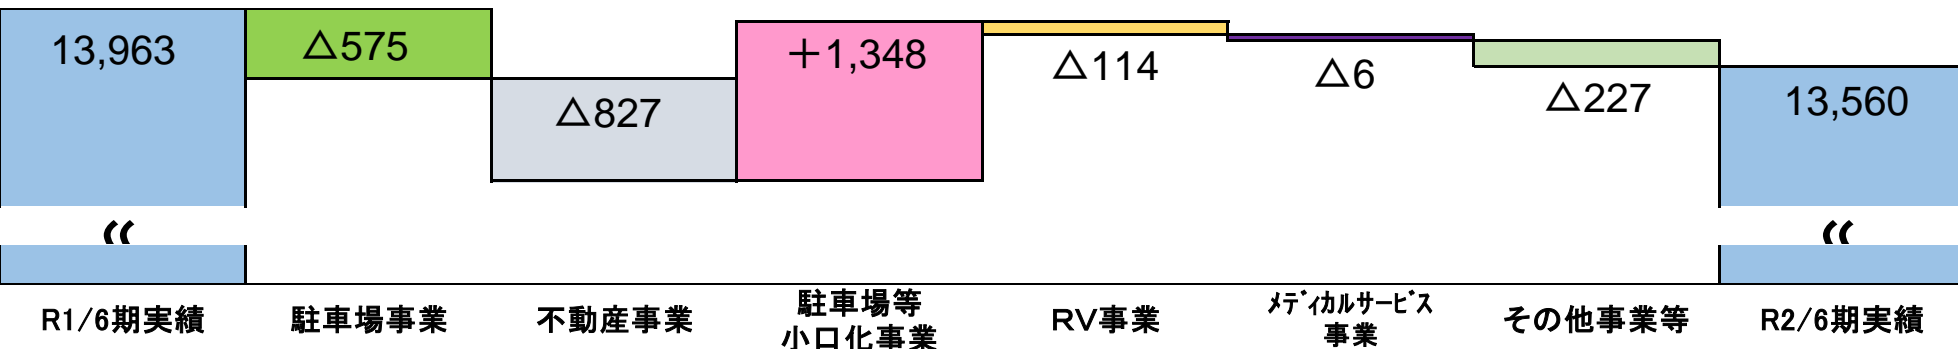 13,963
△575
△827
＋1,348
△114
△6
△227
13,560
R1/6期実績
駐車場事業
不動産事業
駐車場等
小口化事業
RV事業
ﾒﾃﾞｨｶﾙｻｰﾋﾞｽ
事業
その他事業等
R2/6期実績